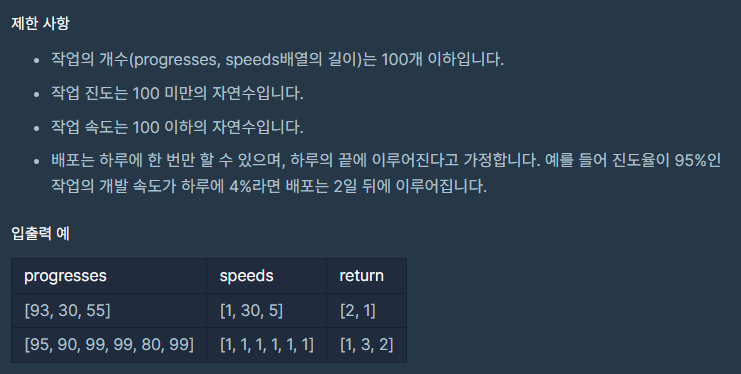 제한 사항
• 작업의 개수(progresses, speeds배열의 길이)는 100개 이하입니다.
• 작업 진도는 100 미만의 자연수입니다.
• 작업 속도는 100 이하의 자연수입니다.
• 배포는 하루에 한 번만 할 수 있으며, 하루의 끝에 이루어진다고 가정합니다. 예를 들어 진도율이 95%인
작업의 개발 속도가 하루에 4%라면 배포는 2일 뒤에 이루어집니다.
입출력 예
progresses speeds return
[93, 30, 55] [1, 30, 5] [2, 1]
[95, 90, 99, 99, 80, 99] [1, 1, 1, 1, 1, 1] [1, 3, 2]